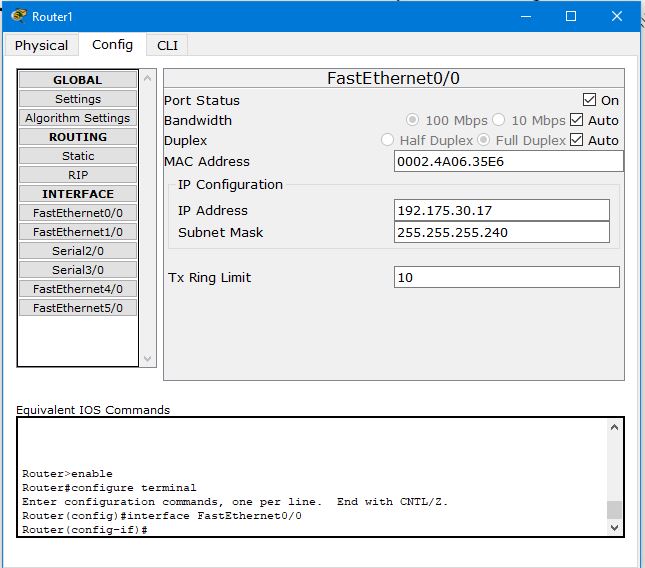 Router1
Physical Config CLI
GLOBAL
Settings
Algorithm Settings
ROUTING
Static
RIP
INTERFACE
FastEthernet0/0
FastEthernet1/0
Serial2/0
Serial3/0
FastEthernet4/0
FastEthernet5/0
FastEthernet0/0
Port Status On
Bandwidth 100 Mbps 10 Mbps Auto
Duplex Half Duplex Full Duplex Auto
MAC Address 0002.4A06.35E6
IP Configuration
IP Address 192.175.30.17
Subnet Mask 255.255.255.240
Tx Ring Limit 10
Equivalent IOS Commands
Router>enable
Router#configure terminal
Enter configuration commands, one per line. End with CNTL/Z.
Router(config)#interface FastEthernet0/0
Router(config-if)#